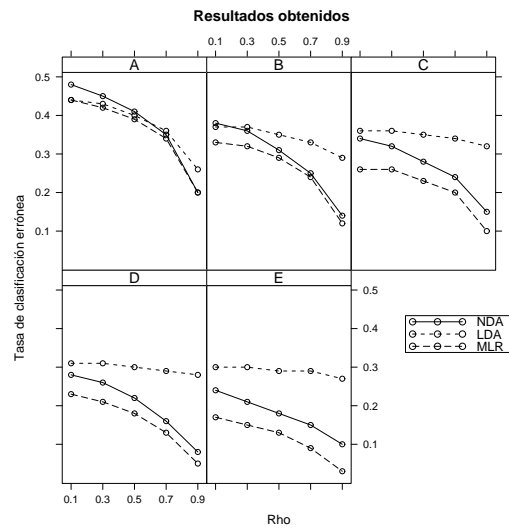 Resultados obtenidos
0.1 0.3 0.5 0.7 0.9
A B C
0.5
0.4
0.3
0.2
0.1
Tasa de clasificación errónea
D E
0.5
0.4
0.3
0.2
0.1
NDA
LDA
MLR
0.1 0.3 0.5 0.7 0.9
Rho